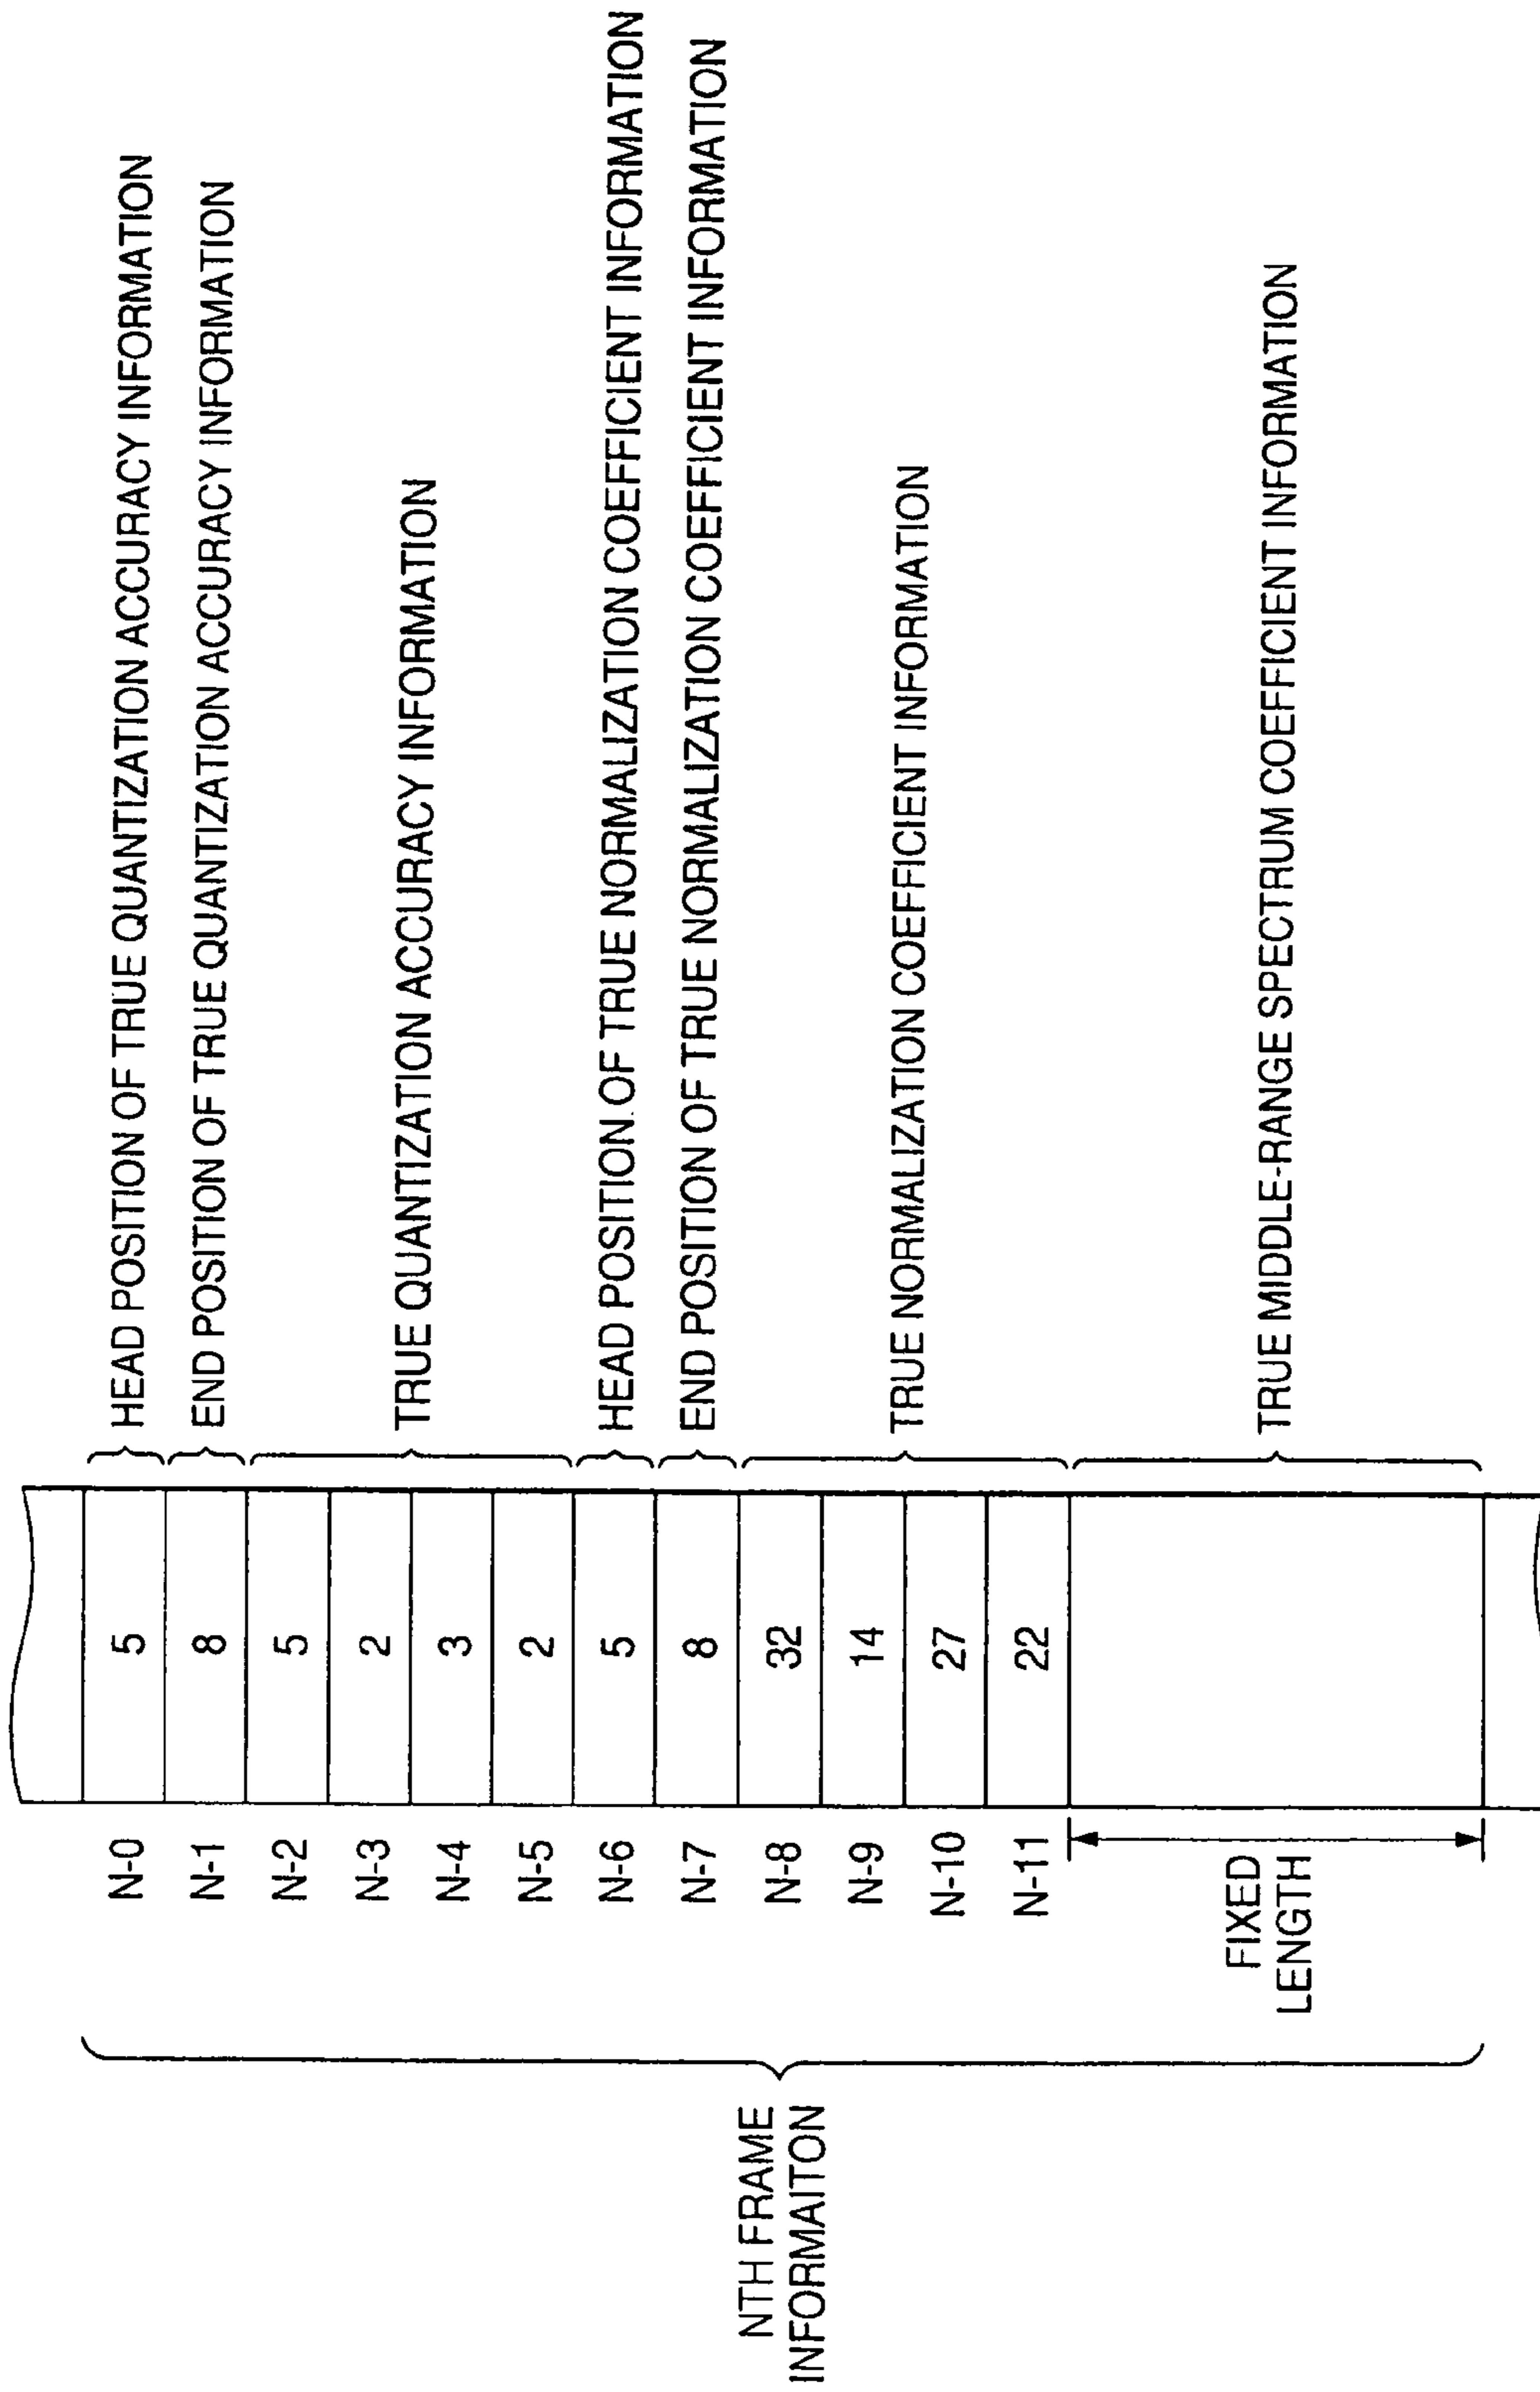 HEAD POSITION OF TRUE QUANTIZATION ACCURACY INFORMATION
END POSITION OF TRUE QUANTIZATION ACCURACY INFORMATION
TRUE QUANTIZATION ACCURACY INFORMATION
HEAD POSITION OF TRUE NORMALIZATION COEFFICIENT INFORMATION
END POSITION OF TRUE NORMALIZATION COEFFICIENT INFORMATION
TRUE NORMALIZATION COEFFICIENT INFORMATION
TRUE MIDDLE-RANGE SPECTRUM COEFFICIENT INFORMATION
5
8
5
2
3
2
5
8
32
14
27
22
N-0
N-1
N-2
N-3
N-4
N-5
N-6
N-7
N-8
N-9
N-10
N-11
FIXED
LENGTH
NTH FRAME
INFORMAITON